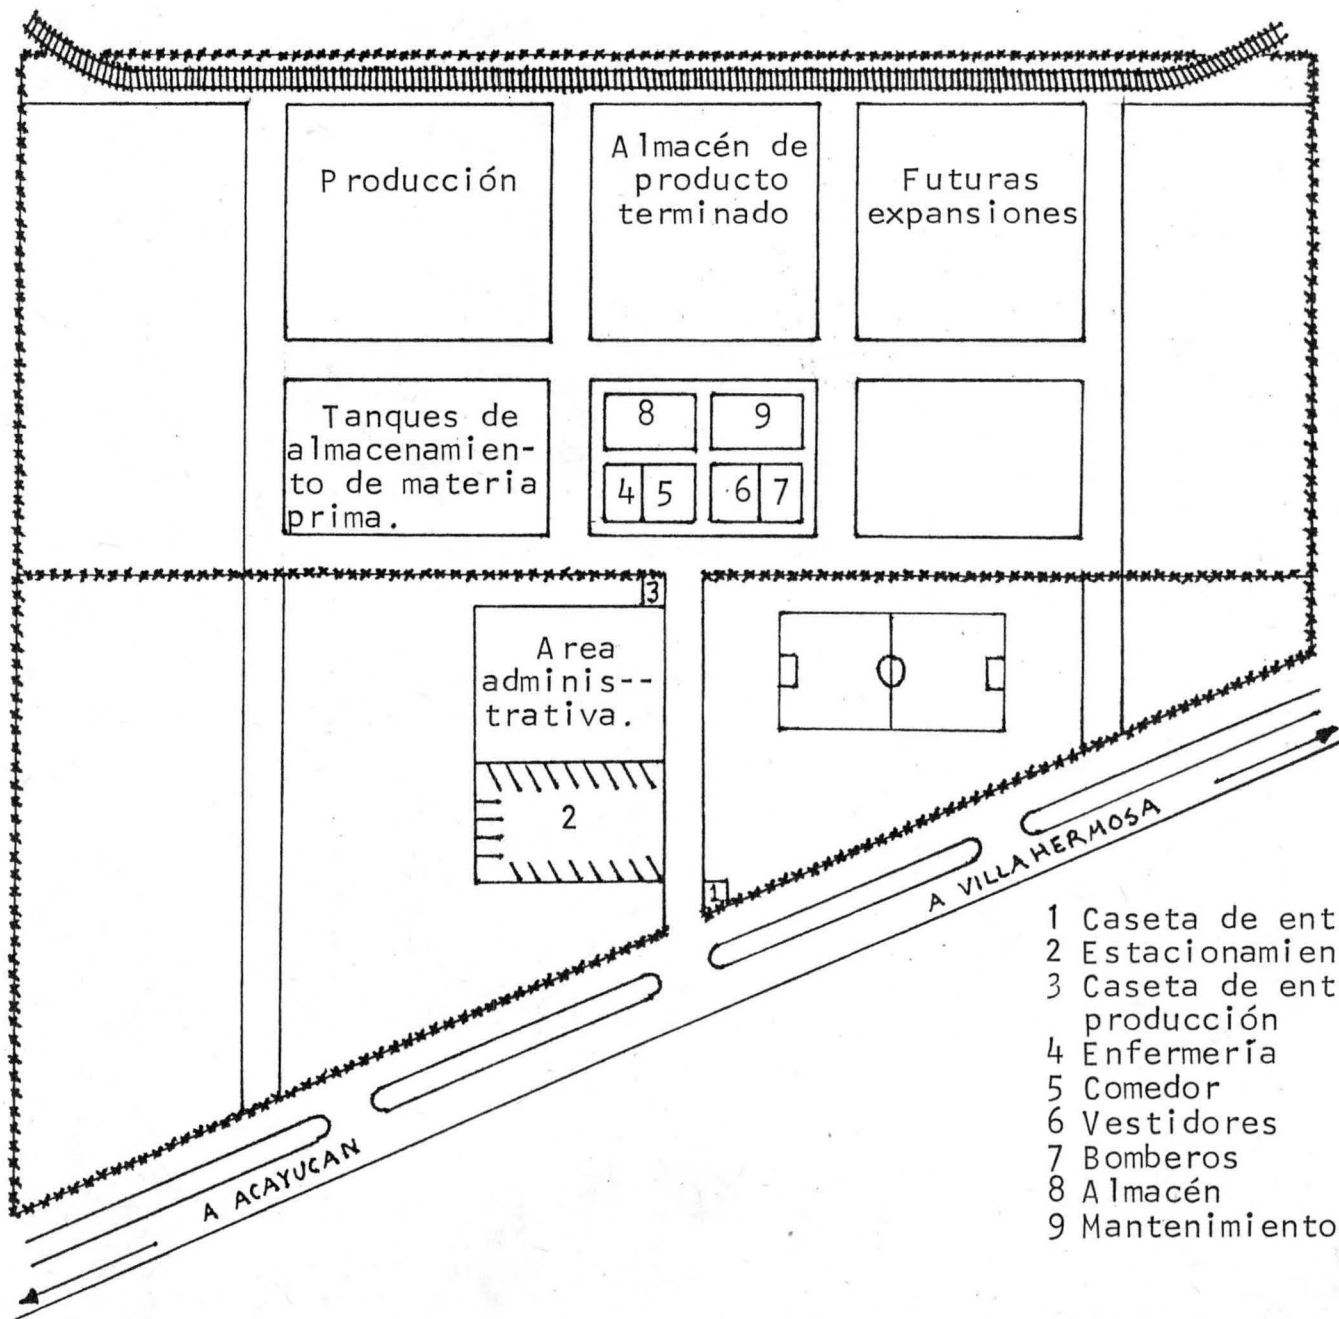 Producción
Almacén de
producto
terminado
Futuras
expansiones
Tanques de
almacenamien-
to de materia
prima.
8
9
4
5
6
7
3
Area
adminis--
trativa.
2
1
A VILLAHERMOSA
A ACAYUCAN
1 Caseta de ent
2 Estacionamien
3 Caseta de ent
producción
4 Enfermería
5 Comedor
6 Vestidores
7 Bomberos
8 Almacén
9 Mantenimiento